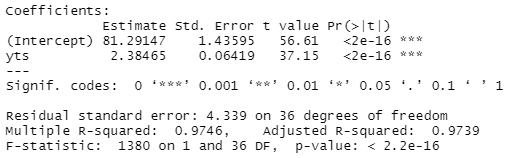 Coefficients:
            Estimate Std. Error t value Pr(>|t|)
(Intercept) 81.29147    1.43595   56.61   <2e-16 ***
yts          2.38465    0.06419   37.15   <2e-16 ***
---
Signif. codes:  0 ‘***’ 0.001 ‘**’ 0.01 ‘*’ 0.05 ‘.’ 0.1 ‘ ’ 1
Residual standard error: 4.339 on 36 degrees of freedom
Multiple R-squared:  0.9746,    Adjusted R-squared:  0.9739
F-statistic:  1380 on 1 and 36 DF,  p-value: < 2.2e-16